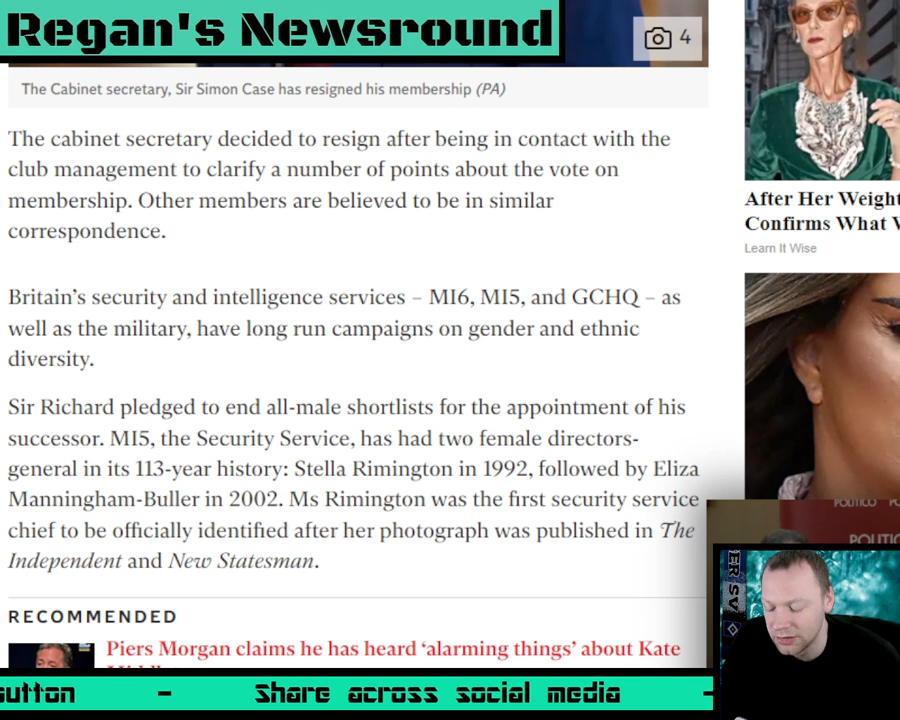 Regan's Newsround
4
The Cabinet secretary, Sir Simon Case has resigned his membership (PA)
The cabinet secretary decided to resign after being in contact with the
club management to clarify a number of points about the vote on
membership. Other members are believed to be in similar
correspondence.
Britain’s security and intelligence services – MI6, MI5, and GCHQ – as
well as the military, have long run campaigns on gender and ethnic
diversity.
Sir Richard pledged to end all-male shortlists for the appointment of his
successor. MI5, the Security Service, has had two female directors-
general in its 113-year history: Stella Rimington in 1992, followed by Eliza
Manningham-Buller in 2002. Ms Rimington was the first security service
chief to be officially identified after her photograph was published in The
Independent and New Statesman.
RECOMMENDED
Piers Morgan claims he has heard ‘alarming things’ about Kate
After Her Weight
Confirms What
Learn It Wise
POLITICO
POLITIC
utton - Share across social media -